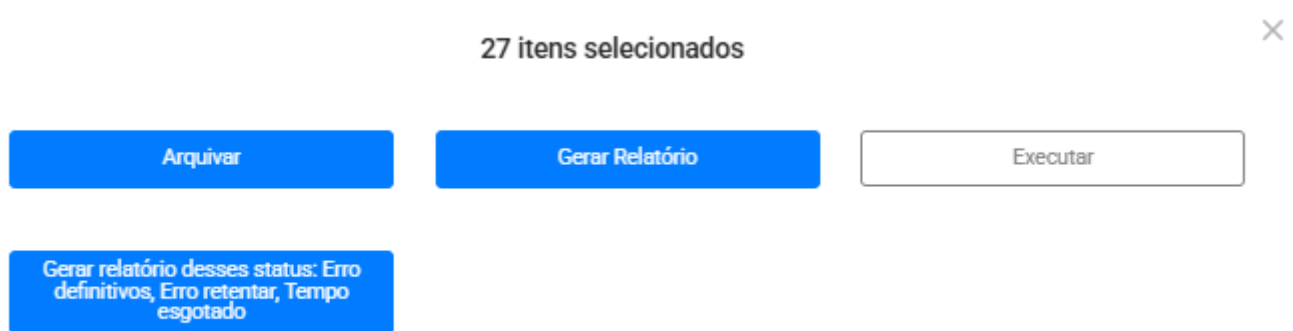 27 itens selecionados
Arquivar
Gerar Relatório
Executar
Gerar relatório desses status: Erro
definitivos, Erro retentar, Tempo
esgotado